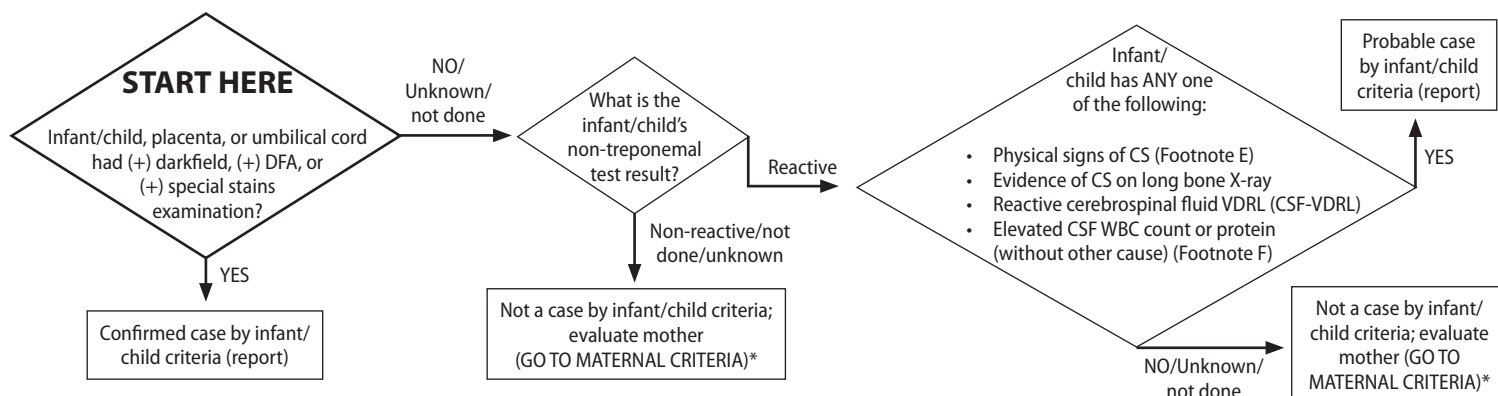 START HERE
Infant/child, placenta, or umbilical cord
had (+) darkfield, (+) DFA, or
(+) special stains
examination?
YES
Confirmed case by infant/
child criteria (report)
NO/
Unknown/
not done
What is the
infant/child's
non-treponemal
test result?
Non-reactive/not
done/unknown
Not a case by infant/child criteria;
evaluate mother
(GO TO MATERNAL CRITERIA)*
Reactive
Infant/
child has ANY one
of the following:
• Physical signs of CS (Footnote E)
• Evidence of CS on long bone X-ray
• Reactive cerebrospinal fluid VDRL (CSF-VDRL)
• Elevated CSF WBC count or protein
(without other cause) (Footnote F)
YES
Probable case
by infant/child
criteria (report)
NO/Unknown/
not done
Not a case by infant/
child criteria; evaluate
mother (GO TO
MATERNAL CRITERIA)*